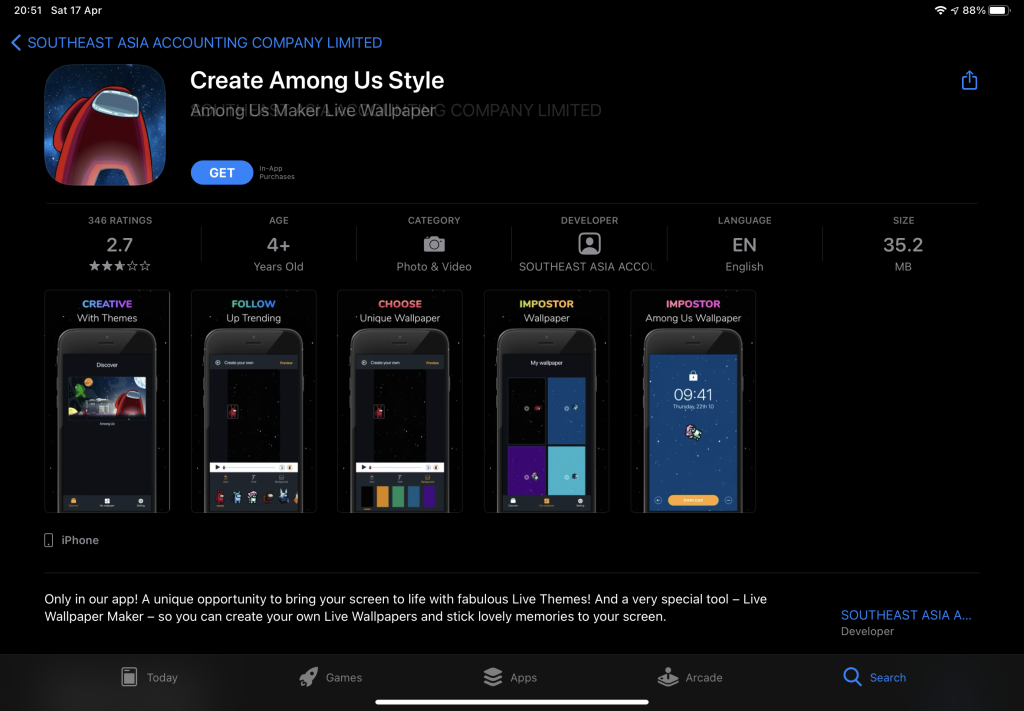 20:51 Sat 17 Apr
88%
SOUTHEAST ASIA ACCOUNTING COMPANY LIMITED
Create Among Us Style
SOUTHEAST ASIA ACCOUNTING COMPANY LIMITED
Among Us Maker Live Wallpaper
GET
In-App
Purchases
346 RATINGS
2.7
AGE
4+
Years Old
CATEGORY
Photo & Video
DEVELOPER
SOUTHEAST ASIA ACCOU
LANGUAGE
EN
English
SIZE
35.2
MB
CREATIVE
With Themes
Discover
Among Us
FOLLOW
Up Trending
Create your own
Preview
CHOOSE
Unique Wallpaper
Create your own
Preview
IMPOSTOR
Wallpaper
My wallpaper
IMPOSTOR
Among Us Wallpaper
09:41
Thursday, 22th 10
iPhone
Only in our app! A unique opportunity to bring your screen to life with fabulous Live Themes! And a very special tool – Live
Wallpaper Maker – so you can create your own Live Wallpapers and stick lovely memories to your screen.
SOUTHEAST ASIA A...
Developer
Today
Games
Apps
Arcade
Search